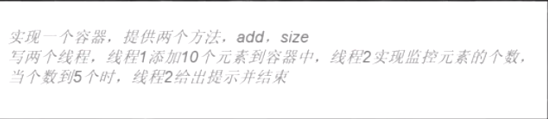 实现一个容器，提供两个方法，add，size
写两个线程，线程1添加10个元素到容器中，线程2实现监控元素的个数，
当个数到5个时，线程2给出提示并结束